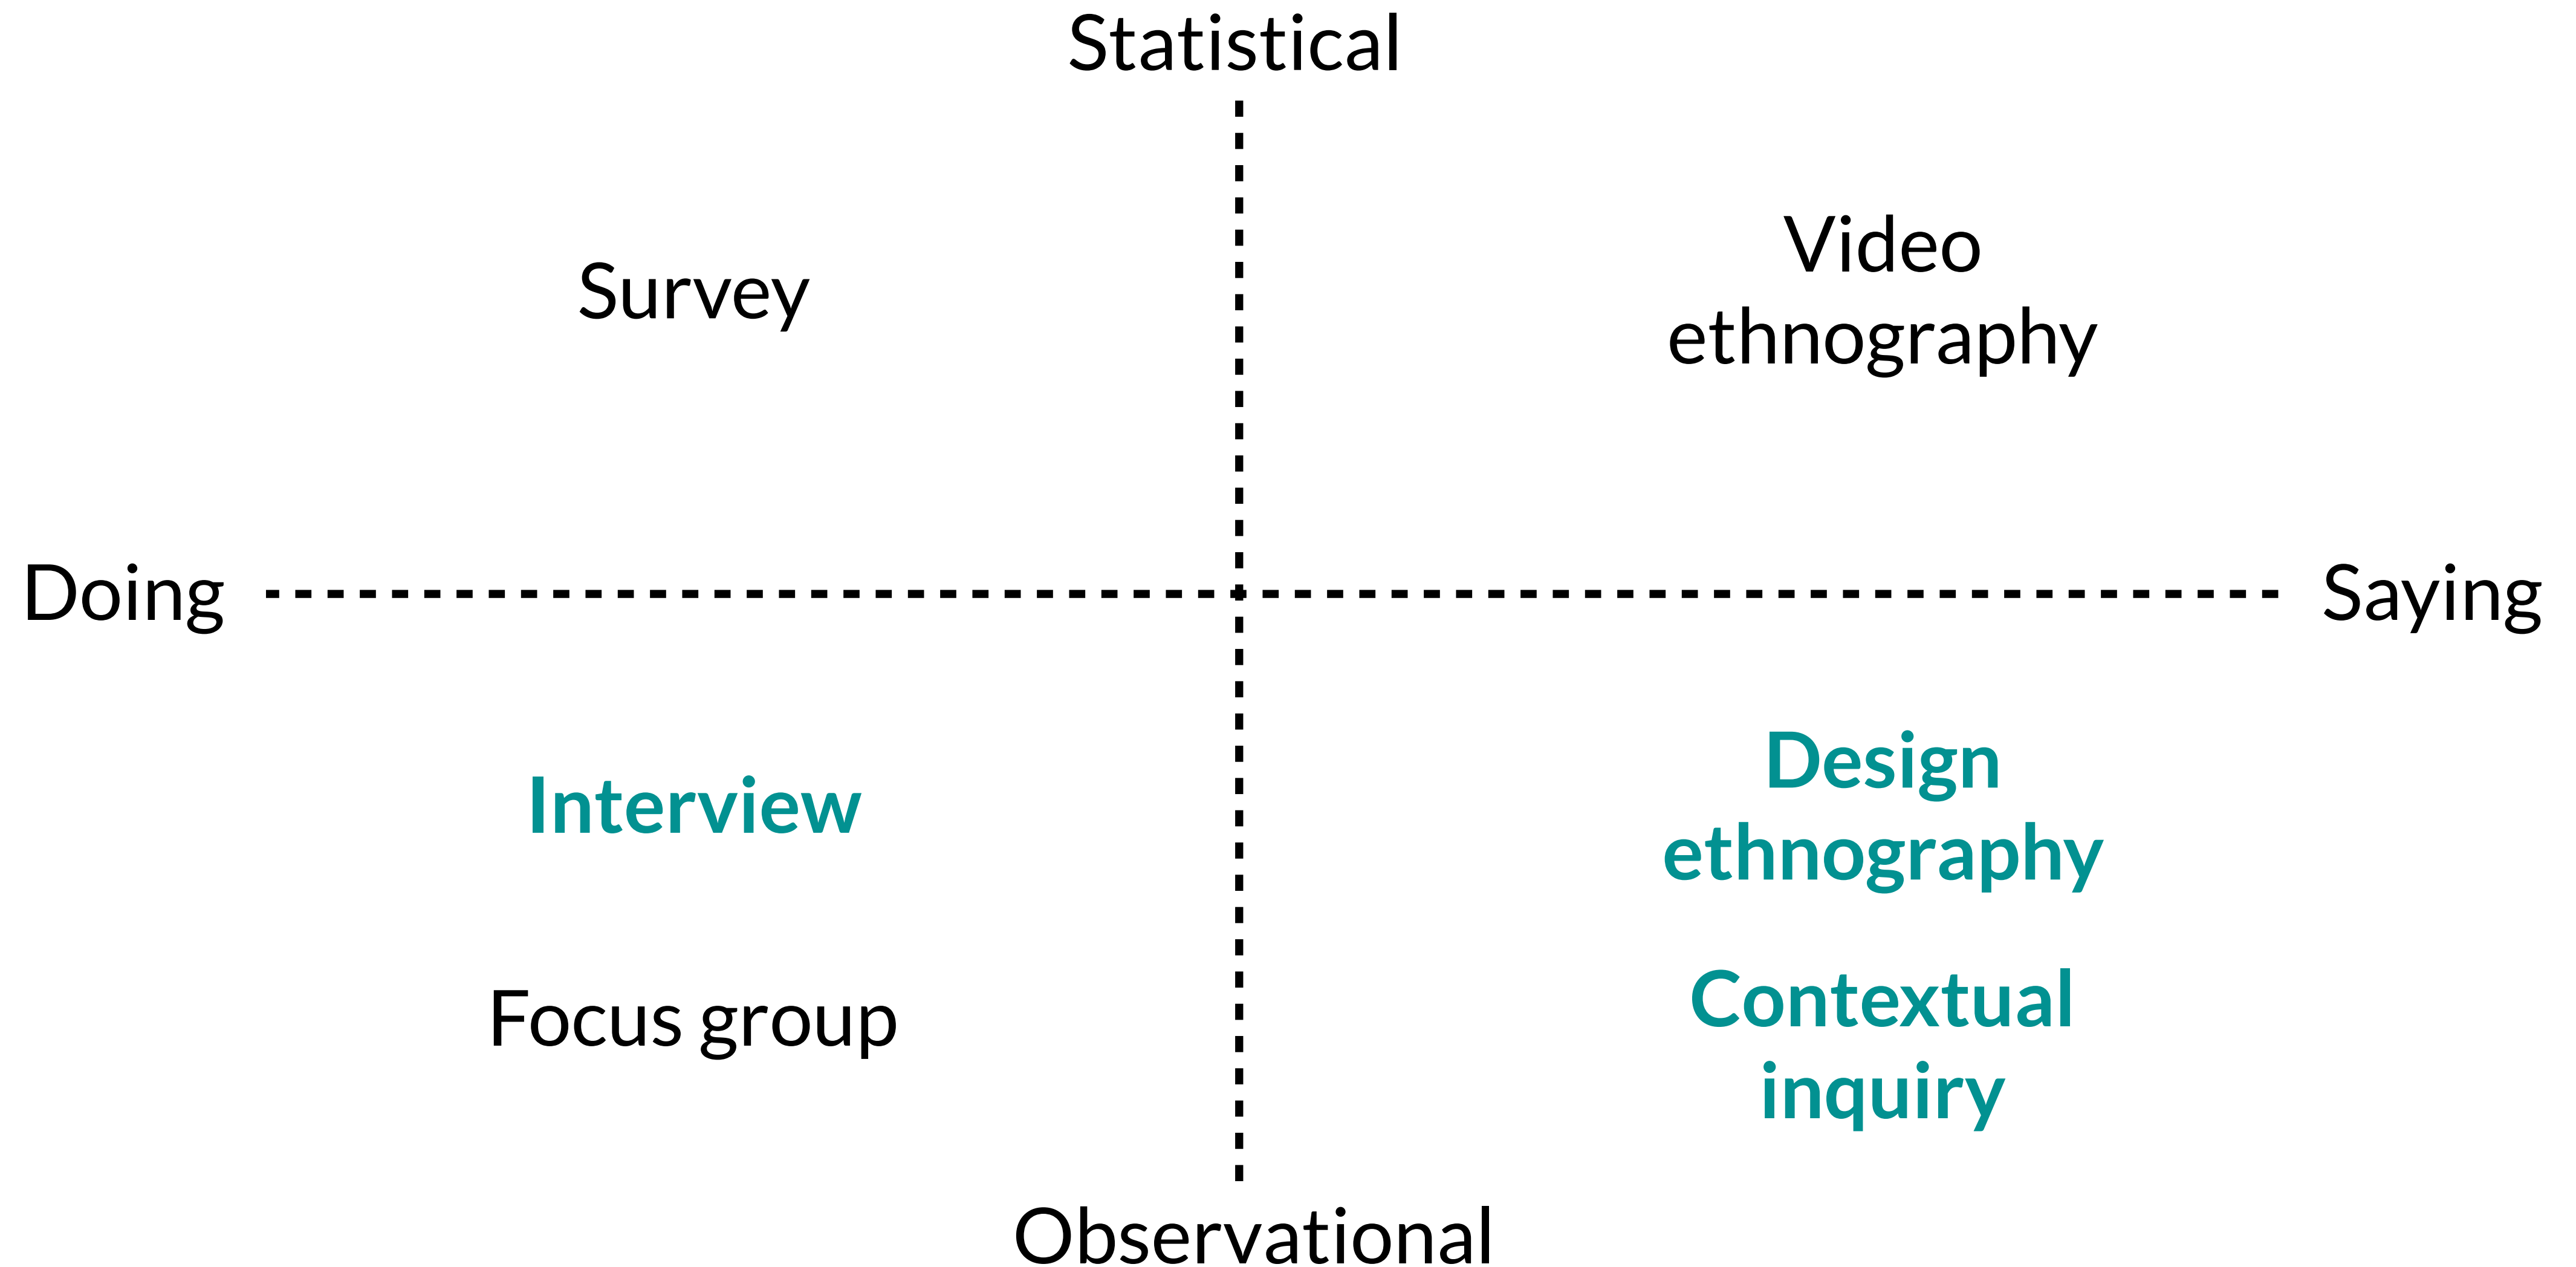 Statistical
Survey
Video
ethnography
Doing
Saying
Interview
Design
ethnography
Focus group
Contextual
inquiry
Observational